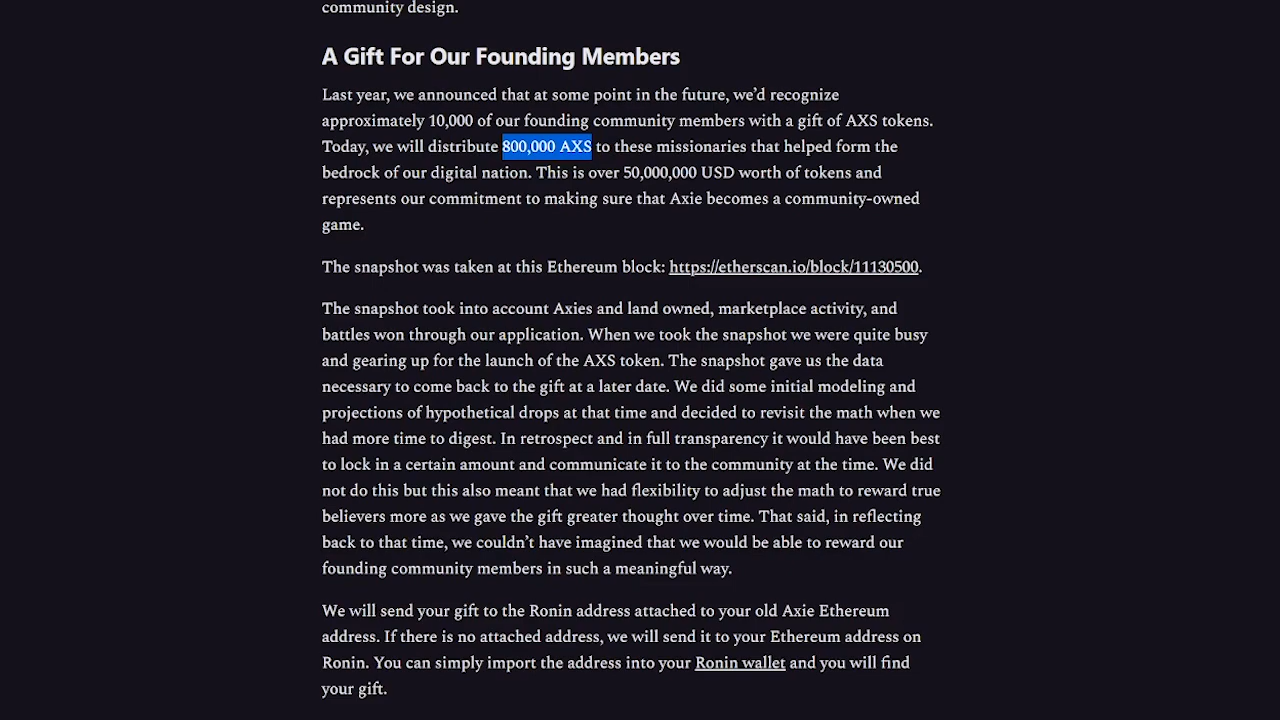 community design.
A Gift For Our Founding Members
Last year, we announced that at some point in the future, we’d recognize
approximately 10,000 of our founding community members with a gift of AXS tokens.
Today, we will distribute 800,000 AXS to these missionaries that helped form the
bedrock of our digital nation. This is over 50,000,000 USD worth of tokens and
represents our commitment to making sure that Axie becomes a community-owned
game.
The snapshot was taken at this Ethereum block: https://etherscan.io/block/11130500.
The snapshot took into account Axies and land owned, marketplace activity, and
battles won through our application. When we took the snapshot we were quite busy
and gearing up for the launch of the AXS token. The snapshot gave us the data
necessary to come back to the gift at a later date. We did some initial modeling and
projections of hypothetical drops at that time and decided to revisit the math when we
had more time to digest. In retrospect and in full transparency it would have been best
to lock in a certain amount and communicate it to the community at the time. We did
not do this but this also meant that we had flexibility to adjust the math to reward true
believers more as we gave the gift greater thought over time. That said, in reflecting
back to that time, we couldn’t have imagined that we would be able to reward our
founding community members in such a meaningful way.
We will send your gift to the Ronin address attached to your old Axie Ethereum
address. If there is no attached address, we will send it to your Ethereum address on
Ronin. You can simply import the address into your Ronin wallet and you will find
your gift.